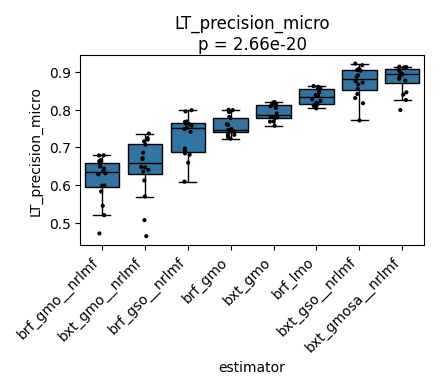 LT_precision_micro
p = 2.66e-20
LT_precision_micro
0.9
0.8
0.7
0.6
0.5
brf_gmo__nrlmf
bxt_gmo__nrlmf
brf_gso__nrlmf
brf_gmo
bxt_gmo
brf_lmo
bxt_gso__nrlmf
bxt_gmosa__nrlmf
estimator